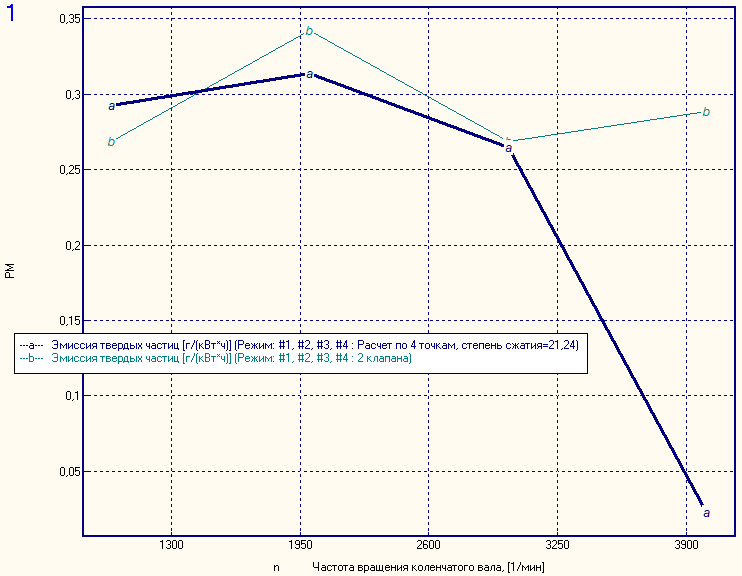 1
0,35
0,3
0,25
0,2
0,15
0,1
0,05
PM
b
a
a
b
b
a
b
a
---a--- Эмиссия твердых частиц [г/(кВт*ч)] (Режим: #1, #2, #3, #4 : Расчет по 4 точкам, степень сжатия=21,24)
---b--- Эмиссия твердых частиц [г/(кВт*ч)] (Режим: #1, #2, #3, #4 : 2 клапана)
1300 1950 2600 3250 3900
n Частота вращения коленчатого вала, [1/мин]